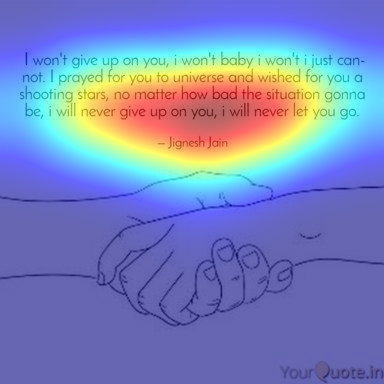 I won't give up on you, i won't baby i won't i just can-
not. I prayed for you to universe and wished for you a
shooting stars, no matter how bad the situation gonna
be, i will never give up on you, i will never let you go.
— Jignesh Jain
YourQuote.in